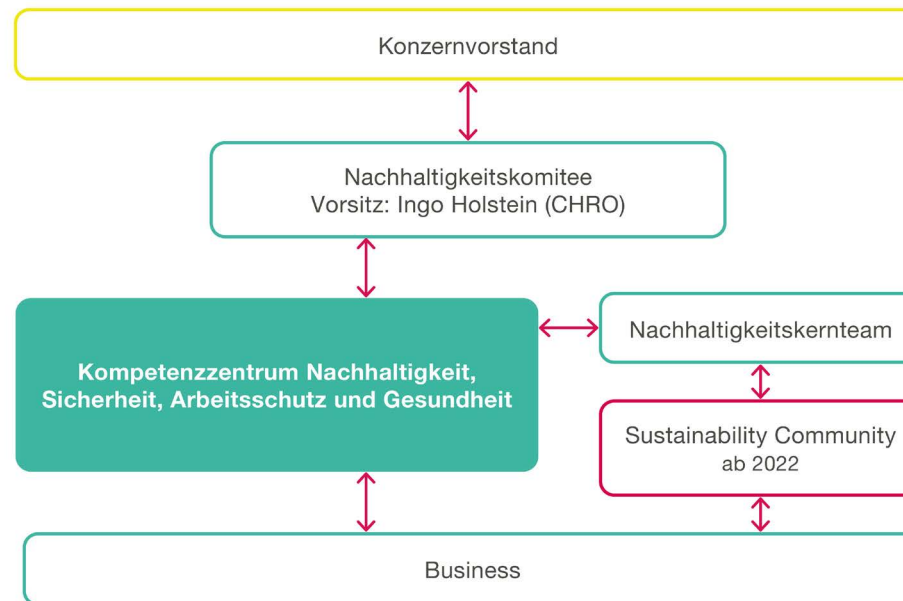 Konzernvorstand
Nachhaltigkeitskomitee
Vorsitz: Ingo Holstein (CHRO)
Kompetenzzentrum Nachhaltigkeit,
Sicherheit, Arbeitsschutz und Gesundheit
Nachhaltigkeitskernteam
Sustainability Community
ab 2022
Business